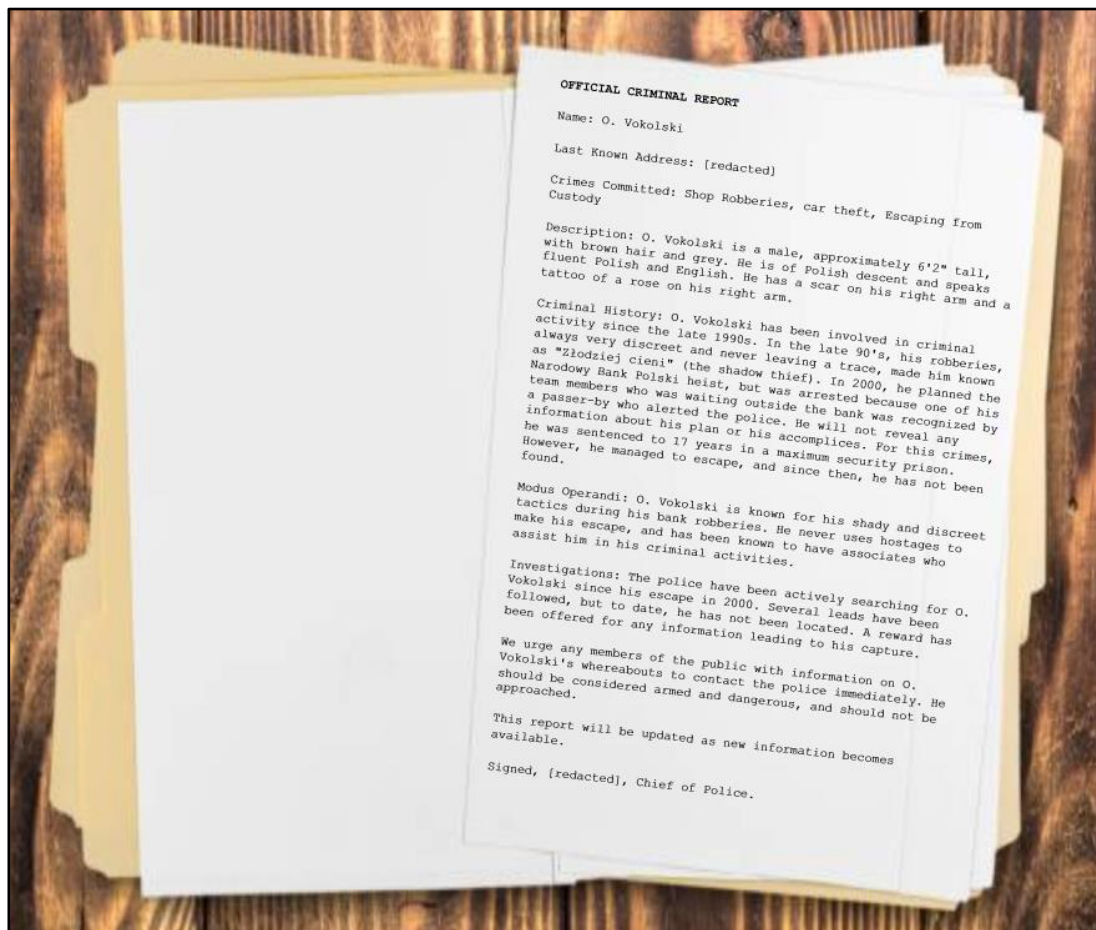 OFFICIAL CRIMINAL REPORT
Name: O. Vokolski
Last Known Address: [redacted]
Crimes Committed: Shop Robberies, car theft, Escaping from
Custody
Description: O. Vokolski is a male, approximately 6'2" tall,
with brown hair and grey. He is of Polish descent and speaks
fluent Polish and English. He has a scar on his right arm and a
tattoo of a rose on his right arm.
Criminal History: O. Vokolski has been involved in criminal
activity since the late 1990s. In the late 90's, his robberies,
always very discreet and never leaving a trace, made him known
as "Złodziej cieni" (the shadow thief). In 2000, he planned the
Narodowy Bank Polski heist, but was arrested because one of his
team members who was waiting outside the bank was recognized by
a passer-by who alerted the police. He will not reveal any
information about his plan or his accomplices. For this crimes,
he was sentenced to 17 years in a maximum security prison.
However, he managed to escape, and since then, he has not been
found.
Modus Operandi: O. Vokolski is known for his shady and discreet
tactics during his bank robberies. He never uses hostages to
make his escape, and has been known to have associates who
assist him in his criminal activities.
Investigations: The police have been actively searching for O.
Vokolski since his escape in 2000. Several leads have been
followed, but to date, he has not been located. A reward has
been offered for any information leading to his capture.
We urge any members of the public with information on O.
Vokolski's whereabouts to contact the police immediately. He
should be considered armed and dangerous, and should not be
approached.
This report will be updated as new information becomes
available.
Signed, [redacted], Chief of Police.